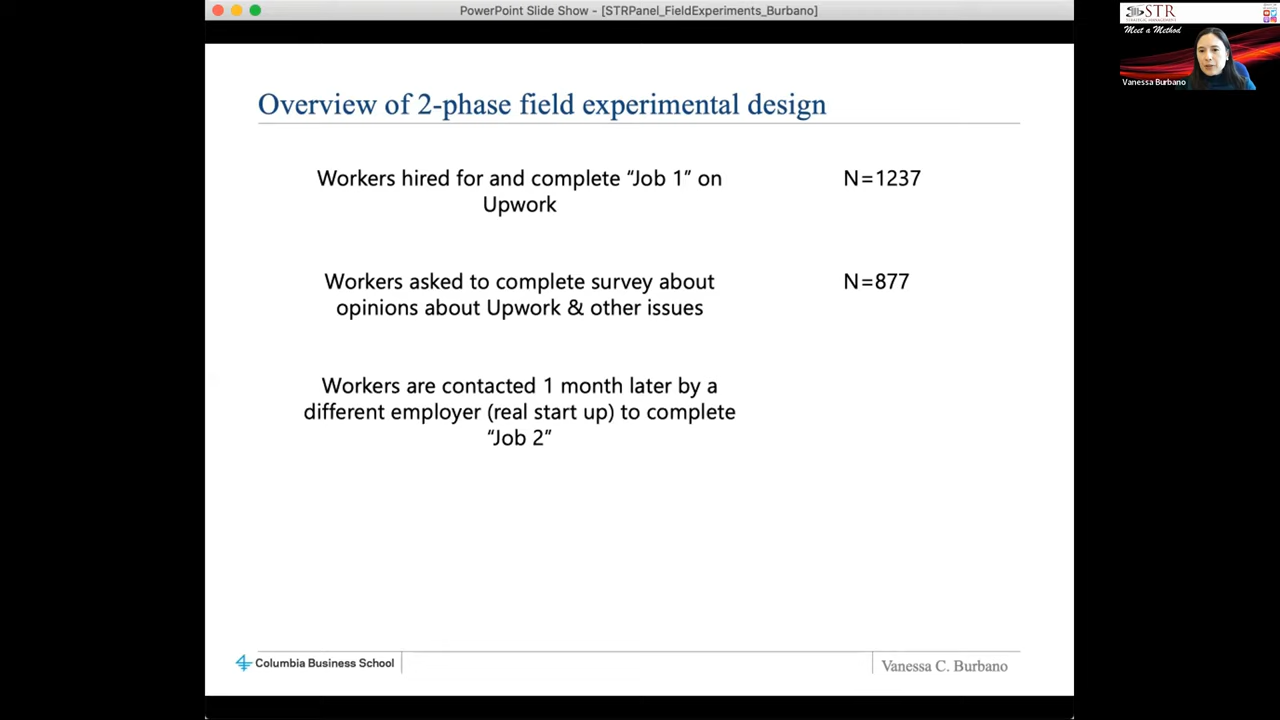 PowerPoint Slide Show - [STRPanel_FieldExperiments_Burbano]
STR
Meet a Method
Vanessa Burbano
Overview of 2-phase field experimental design
Workers hired for and complete “Job 1” on
Upwork
N=1237
Workers asked to complete survey about
opinions about Upwork & other issues
N=877
Workers are contacted 1 month later by a
different employer (real start up) to complete
“Job 2”
Columbia Business School
Vanessa C. Burbano